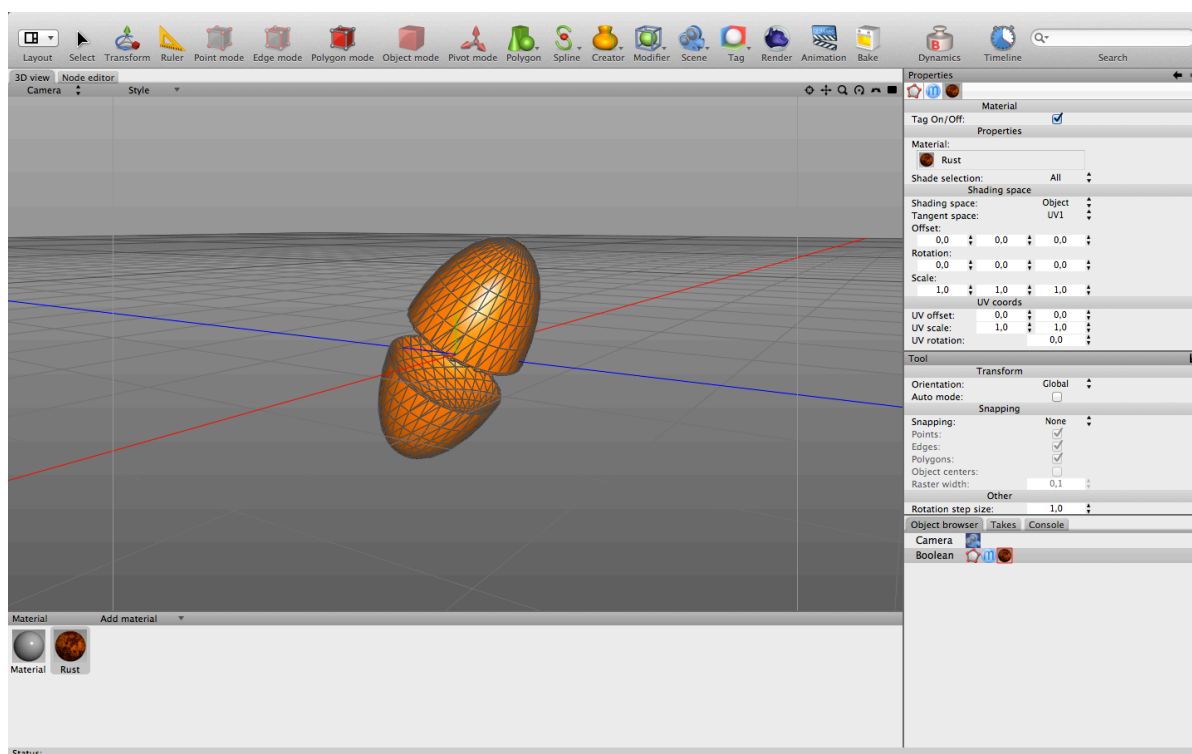 Layout Select Transform Ruler Point mode Edge mode Polygon mode Object mode Pivot mode Polygon Spline Creator Modifier Scene Tag Render Animation Bake Dynamics Timeline Search
3D view Node editor
Camera Style
Properties
Material
Tag On/Off:
Properties
Material:
Rust
Shade selection: All
Shading space
Shading space: Object
Tangent space: UV1
Offset:
0,0 0,0 0,0
Rotation:
0,0 0,0 0,0
Scale:
1,0 1,0 1,0
UV coords
UV offset: 0,0 0,0
UV scale: 1,0 1,0
UV rotation: 0,0
Tool
Transform
Orientation: Global
Auto mode:
Snapping
Snapping: None
Points:
Edges:
Polygons:
Object centers:
Raster width: 0,1
Other
Rotation step size: 1,0
Object browser Takes Console
Camera
Boolean
Material Add material
Material Rust
Status: